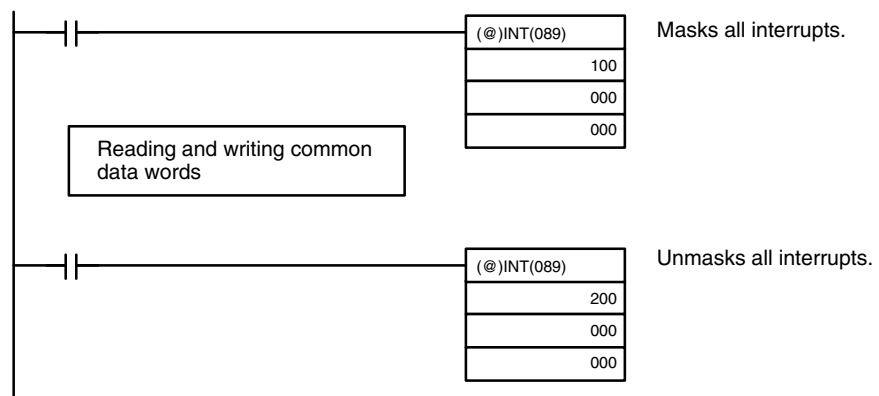 (@)INT(089)
Masks all interrupts.
100
000
000
Reading and writing common
data words
(@)INT(089)
Unmasks all interrupts.
200
000
000